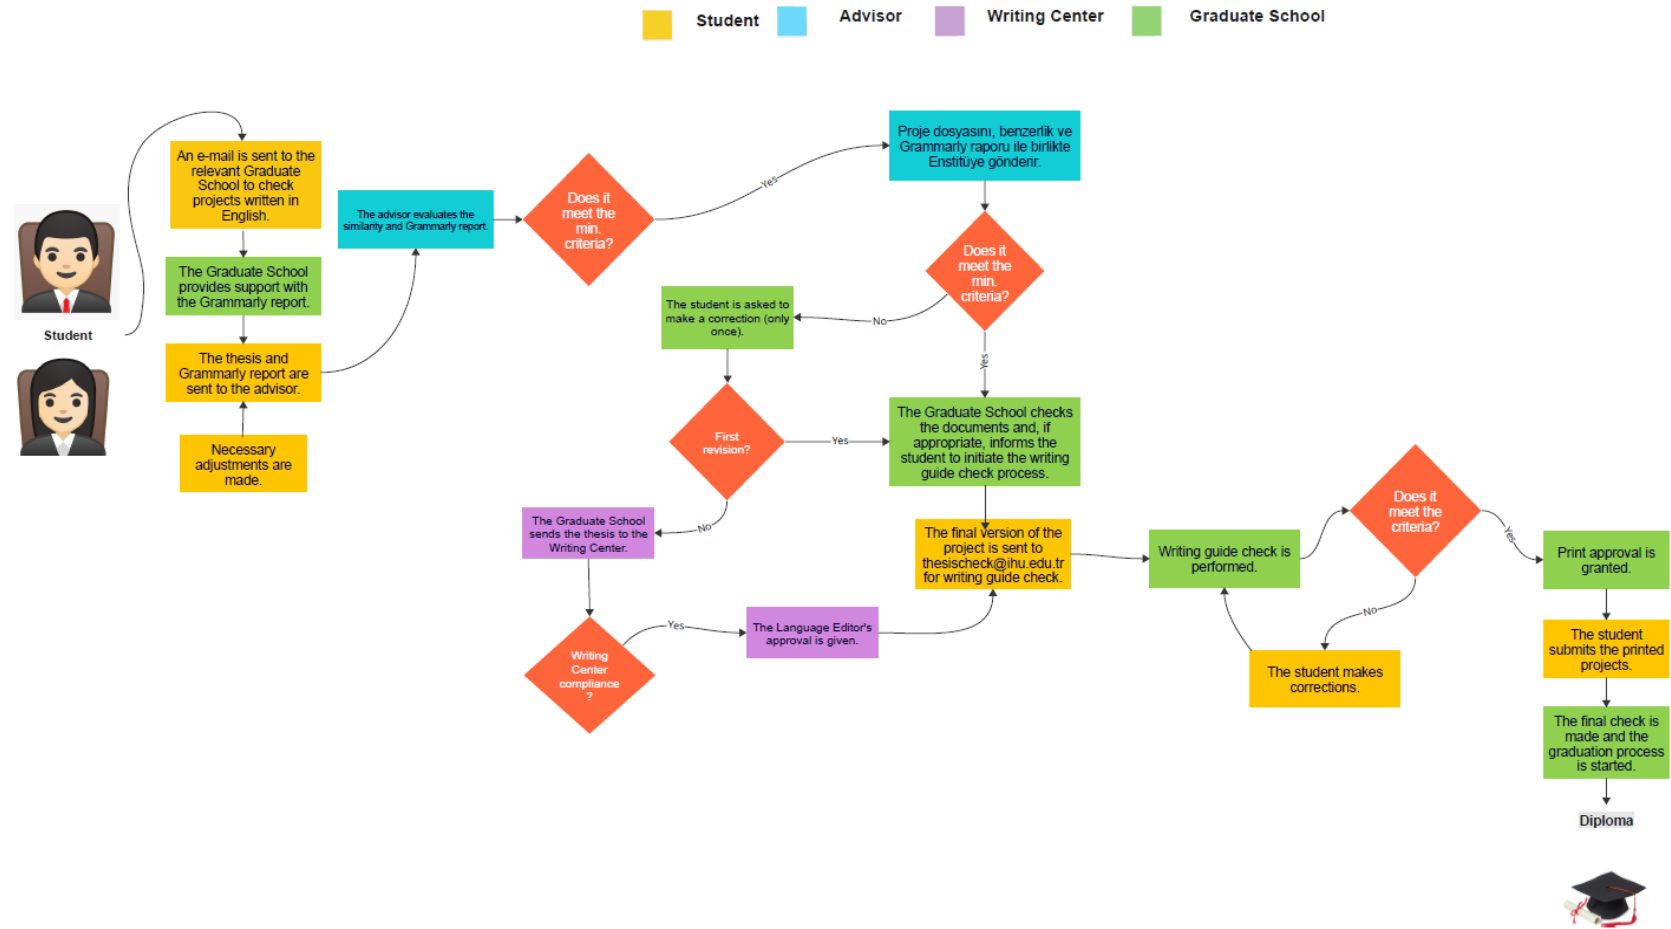 Student
Advisor
Writing Center
Graduate School
An e-mail is sent to the
relevant Graduate
School to check
projects written in
English.
The Graduate School
provides support with
the Grammarly report.
The thesis and
Grammarly report are
sent to the advisor.
Necessary
adjustments are
made.
Student
The advisor evaluates the
similarity and Grammarly report.
Does it
meet the
min.
criteria?
Yes
Proje dosyasını, benzerlik ve
Grammarly raporu ile birlikte
Enstitüye gönderir.
Does it
meet the
min.
criteria?
No
The student is asked to
make a correction (only
once).
Yes
First
revision?
Yes
The Graduate School checks
the documents and, if
appropriate, informs the
student to initiate the writing
guide check process.
No
The Graduate School
sends the thesis to the
Writing Center.
Writing
Center
compliance
?
Yes
The Language Editor's
approval is given.
The final version of the
project is sent to
thesischeck@ihu.edu.tr
for writing guide check.
Writing guide check is
performed.
Does it
meet the
criteria?
No
The student makes
corrections.
Yes
Print approval is
granted.
The student
submits the printed
projects.
The final check is
made and the
graduation process
is started.
Diploma